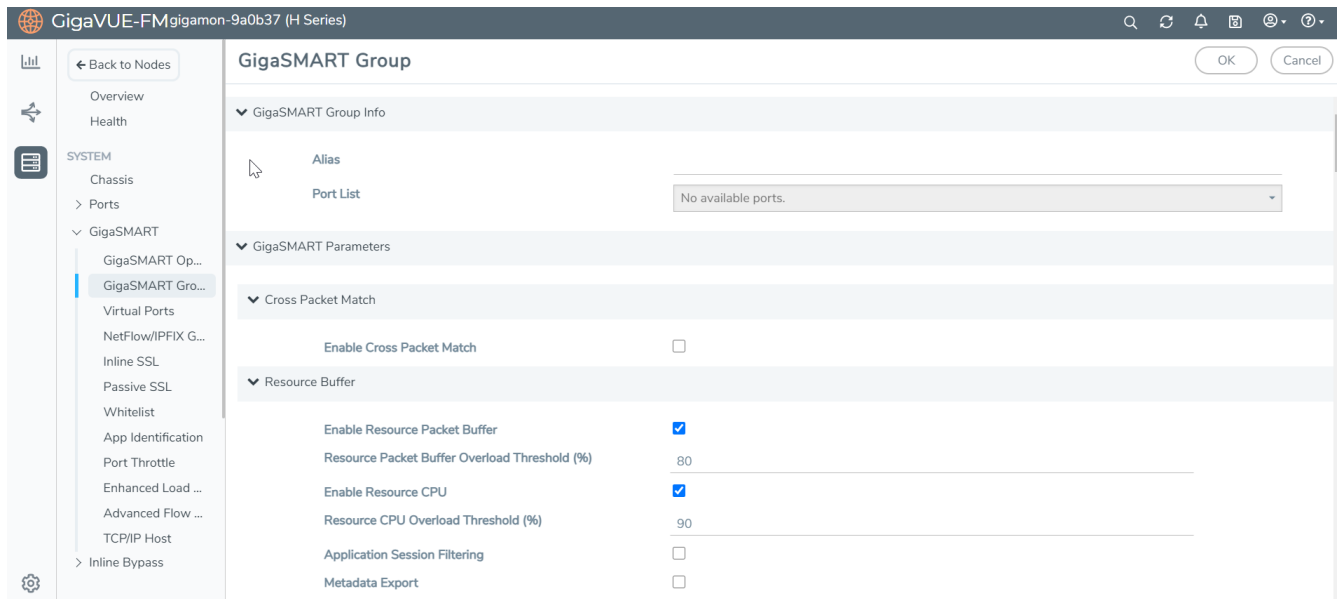 GigaVUE-FM gigamon-9a0b37 (H Series)
Back to Nodes
Overview
Health
SYSTEM
Chassis
Ports
GigaSMART
GigaSMART Op...
GigaSMART Gro...
Virtual Ports
NetFlow/IPFIX G...
Inline SSL
Passive SSL
Whitelist
App Identification
Port Throttle
Enhanced Load ...
Advanced Flow ...
TCP/IP Host
Inline Bypass
GigaSMART Group
OK
Cancel
GigaSMART Group Info
Alias
Port List
No available ports.
GigaSMART Parameters
Cross Packet Match
Enable Cross Packet Match
Resource Buffer
Enable Resource Packet Buffer
Resource Packet Buffer Overload Threshold (%)
80
Enable Resource CPU
Resource CPU Overload Threshold (%)
90
Application Session Filtering
Metadata Export